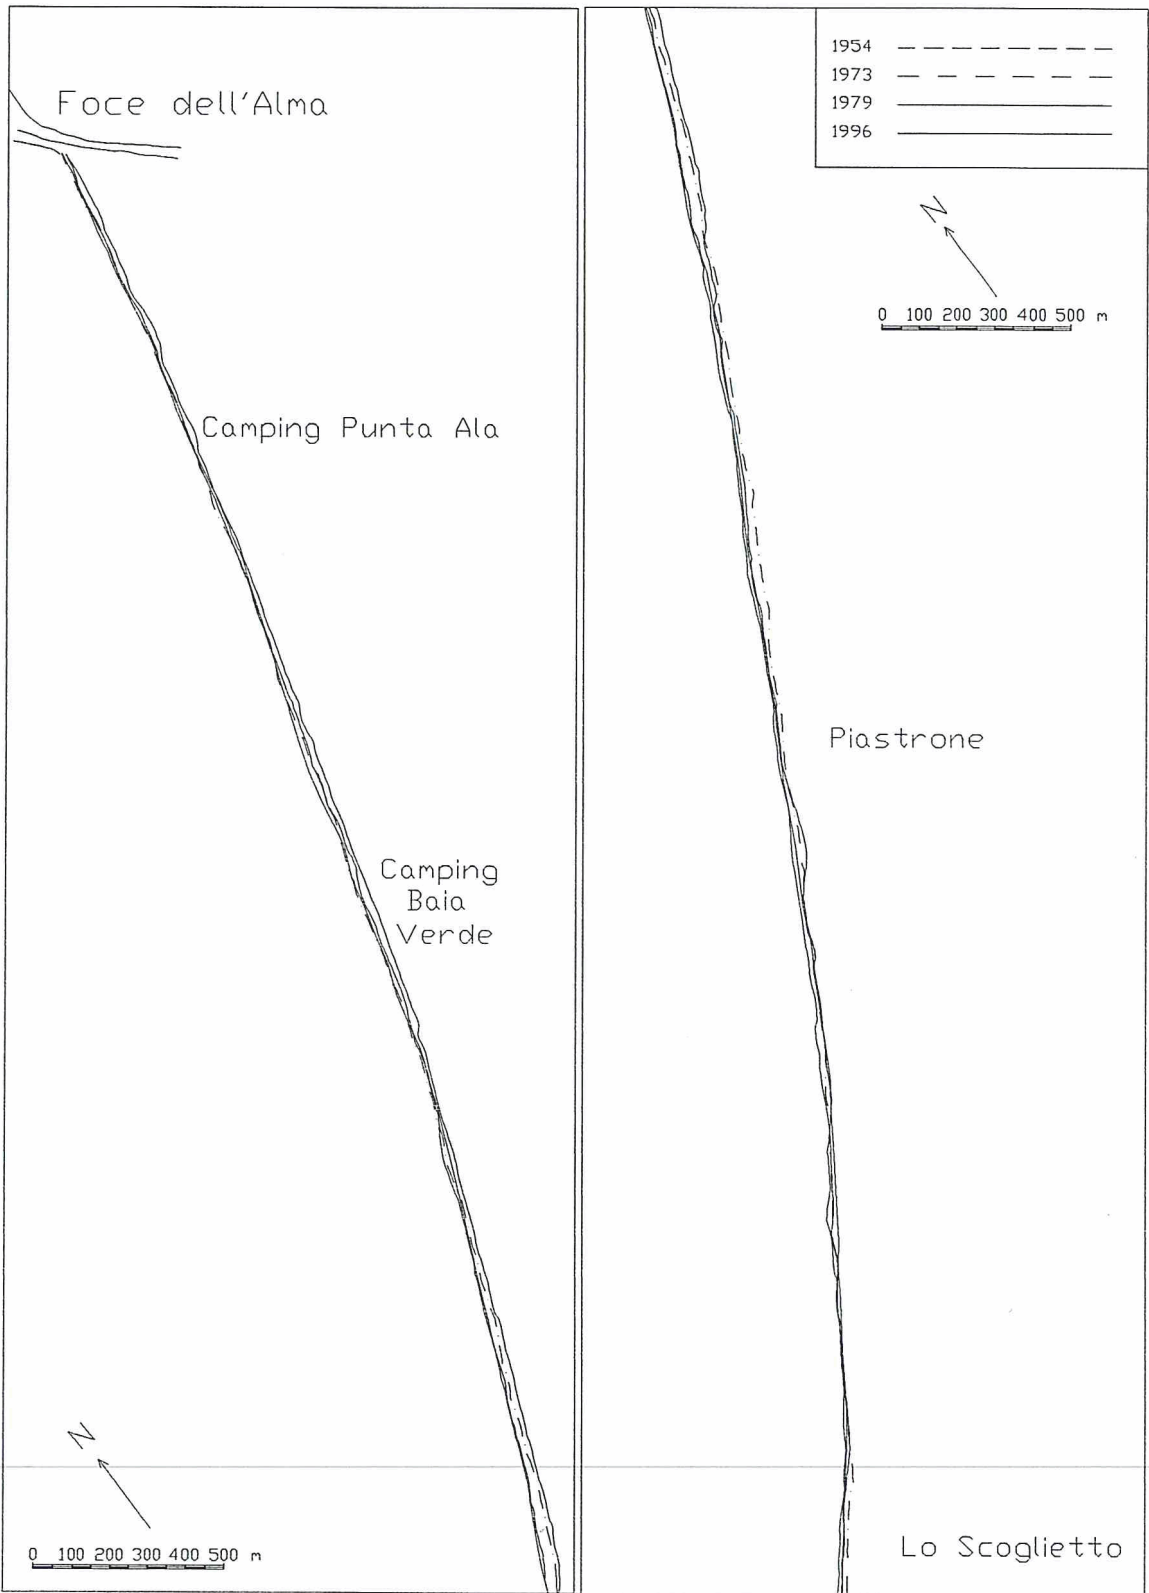 Foce dell'Alma
Camping Punta Ala
Camping
Baia
Verde
N
0 100 200 300 400 500 m
1954
1973
1979
1996
N
0 100 200 300 400 500 m
Piastrone
Lo Scoglietto